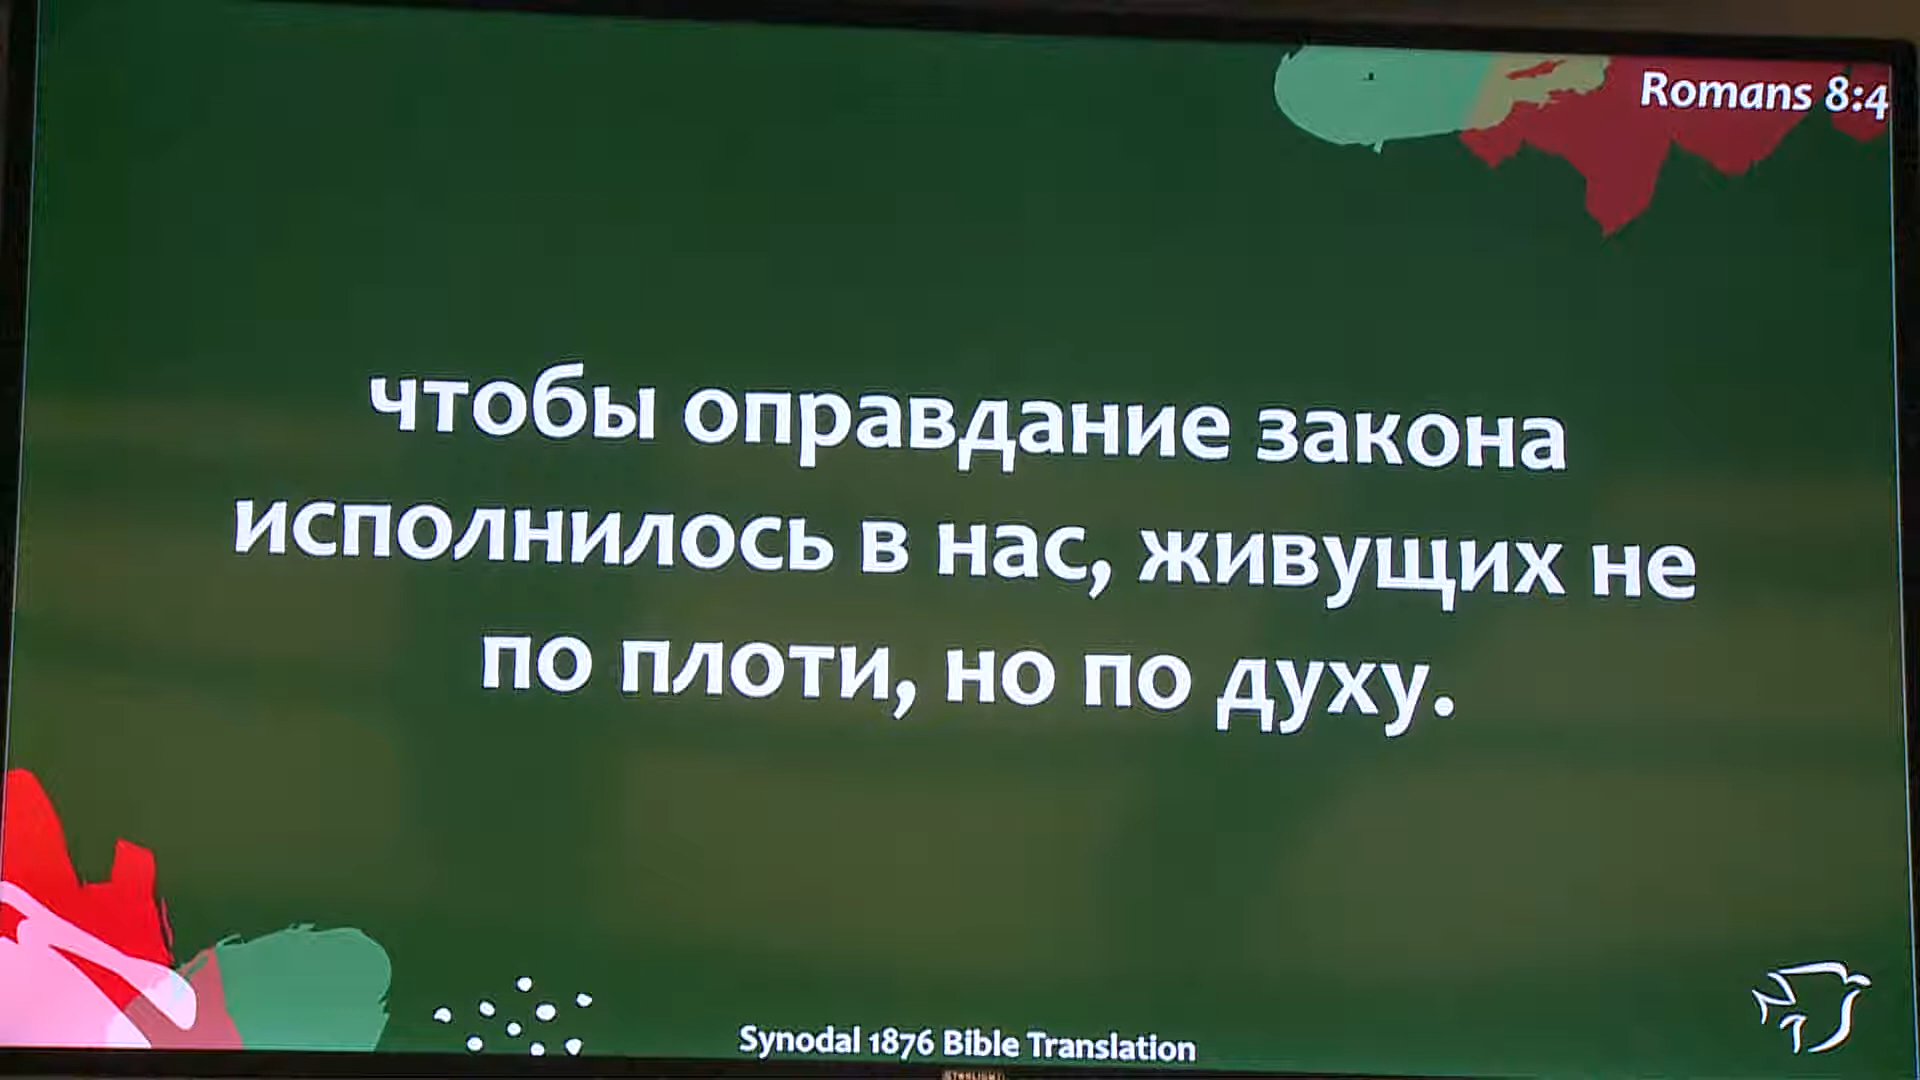 Romans 8:4
чтобы оправдание закона
исполнилось в нас, живущих не
по плоти, но по духу.
Synodal 1876 Bible Translation
STARLIGHT